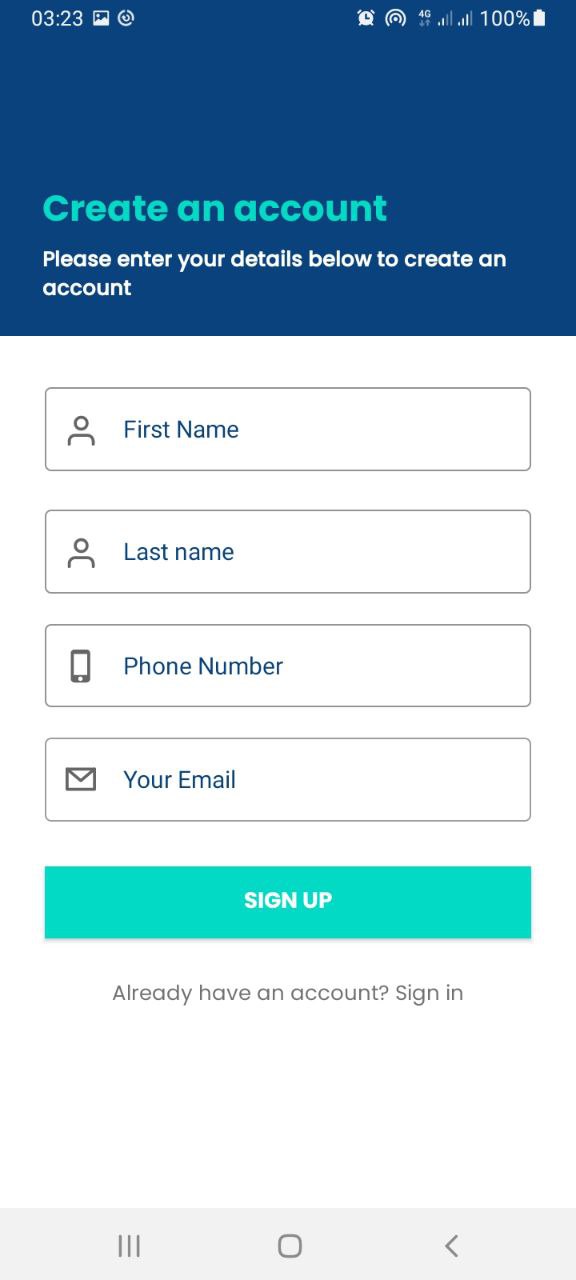 03:23 4G 100%
Create an account
Please enter your details below to create an
account
First Name
Last name
Phone Number
Your Email
SIGN UP
Already have an account? Sign in